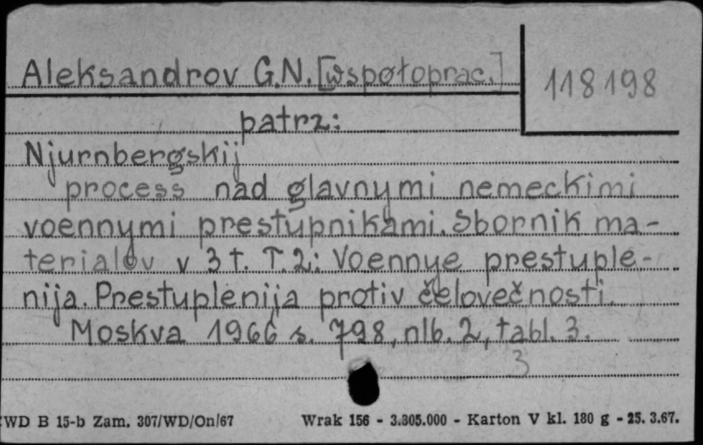 Aleksandrov G.N. [współoprac.]
118198
patrz:
Njurnbergskij
process nad glavnymi nemeckimi
voennymi prestupnikami. Sbornik ma-
terialov v 3 t. T. 2: Voennye prestuple-
nija. Prestuplenija protiv čelovečnosti.
Moskva 1966 s. 798, nlb. 2, tabl. 3.
3
WD B 15-b Zam. 307/WD/On/67 Wrak 156 - 3.305.000 - Karton V kl. 180 g - 25. 3.67.